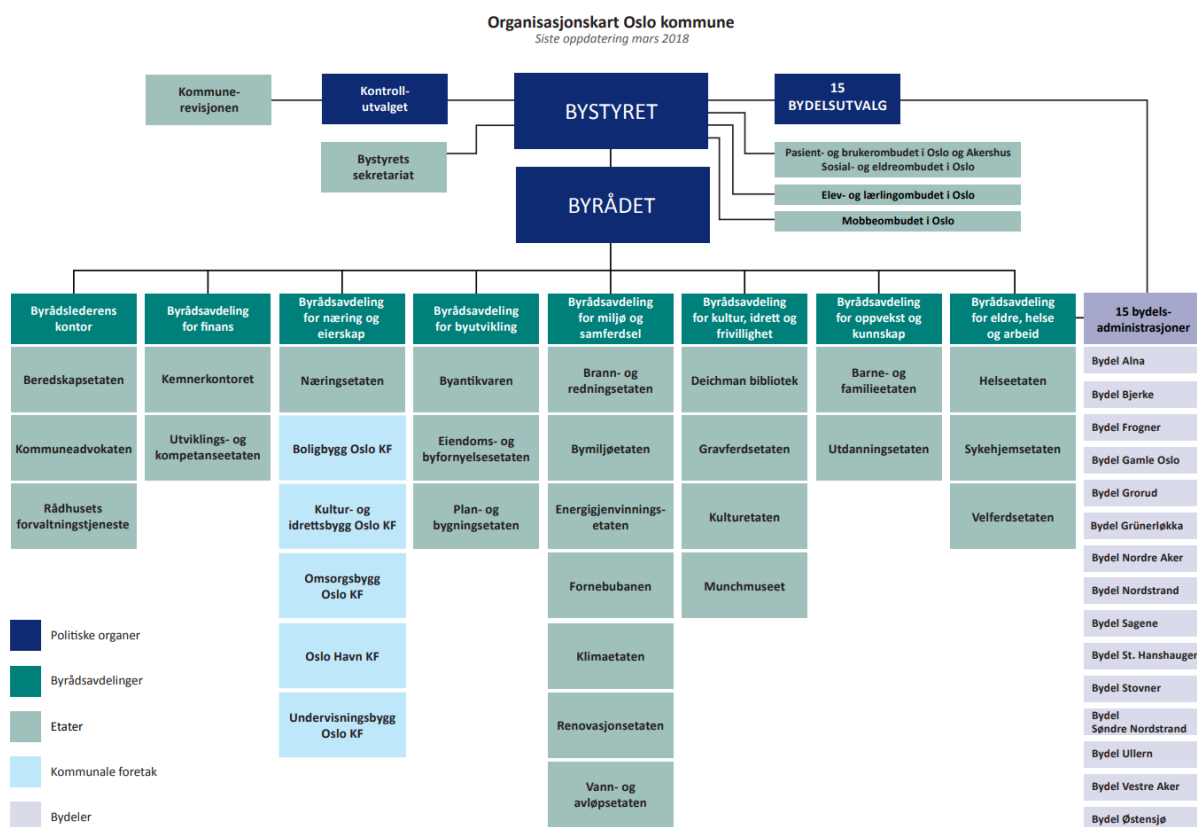 Organisasjonskart Oslo kommune
Siste oppdatering mars 2018
Kommune-
revisjonen
Kontroll-
utvalget
BYSTYRET
15
BYDELSUTVALG
Bystyrets
sekretariat
Pasient- og brukerombudet i Oslo og Akershus
Sosial- og eldreombudet i Oslo
Elev- og lærlingombudet i Oslo
Mobbeombudet i Oslo
BYRÅDET
Byrådslederens
kontor
Beredskapsetaten
Kommuneadvokaten
Rådhusets
forvaltningstjeneste
Byrådsavdeling
for finans
Kemnerkontoret
Utviklings- og
kompetanseetaten
Byrådsavdeling
for næring og
eierskap
Næringsetaten
Boligbygg Oslo KF
Kultur- og
idrettsbygg Oslo KF
Omsorgsbygg
Oslo KF
Oslo Havn KF
Undervisningsbygg
Oslo KF
Byrådsavdeling
for byutvikling
Byantikvaren
Eiendoms- og
byfornyelsesetaten
Plan- og
bygningsetaten
Byrådsavdeling
for miljø og
samferdsel
Brann- og
redningsetaten
Bymiljøetaten
Energigjenvinnings-
etaten
Fornebubanen
Klimaetaten
Renovasjonsetaten
Vann- og
avløpsetaten
Byrådsavdeling
for kultur, idrett og
frivillighet
Deichman bibliotek
Gravferdsetaten
Kulturetaten
Munchmuseet
Byrådsavdeling
for oppvekst og
kunnskap
Barne- og
familieetaten
Utdanningsetaten
Byrådsavdeling
for eldre, helse
og arbeid
Helseetaten
Sykehjemsetaten
Velferdsetaten
15 bydels-
administrasjoner
Bydel Alna
Bydel Bjerke
Bydel Frogner
Bydel Gamle Oslo
Bydel Grorud
Bydel Grünerløkka
Bydel Nordre Aker
Bydel Nordstrand
Bydel Sagene
Bydel St. Hanshaugen
Bydel Stovner
Bydel
Søndre Nordstrand
Bydel Ullern
Bydel Vestre Aker
Bydel Østensjø
Politiske organer
Byrådsavdelinger
Etater
Kommunale foretak
Bydeler